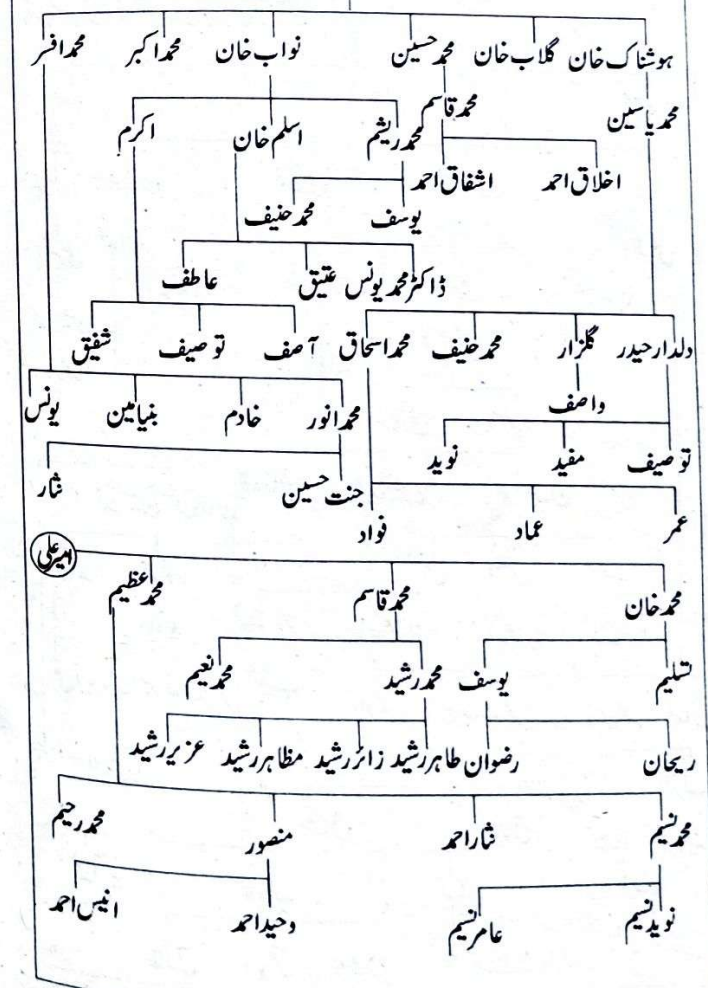 ہوشناک خان گلاب خان محمد حسین نواب خان محمد اکبر محمد افسر
محمد یاسین محمد قاسم محمد ریشم اسلم خان اکرم
اخلاق احمد اشفاق احمد یوسف محمد حنیف
ڈاکٹر محمد یونس عتیق عاطف
دلدار حیدر گلزار محمد حنیف محمد اسحاق آصف توصیف شفیق
واصف محمد انور خادم بنیامین یونس
توصیف مفید نوید جنت حسین نثار
عمر عماد فواد
امیر علی
محمد خان محمد قاسم محمد عظیم
تسلیم یوسف محمد رشید محمد نعیم
ریحان رضوان طاہر رشید زائر رشید مظاہر رشید عزیر رشید
محمد نسیم نثار احمد منصور محمد رحیم
نوید نسیم عامر نسیم وحید احمد انیس احمد